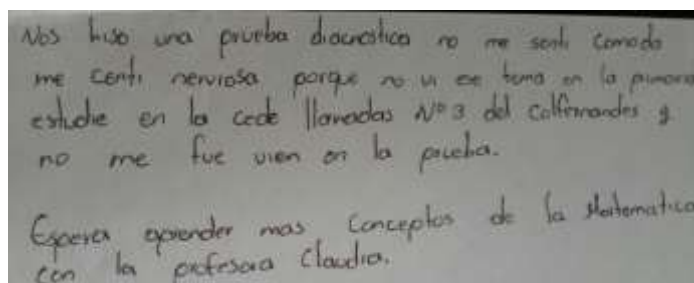 Nos hiso una prueba diacnostica no me senti comodo
me centi nerviosa porque no vi ese tema en la primaria
estudie en la cede llamadas Nº 3 del Colfernandes y
no me fue vien en la prueba.
Espera aprender mas Conceptos de la Matematica
con la profesora Claudia.